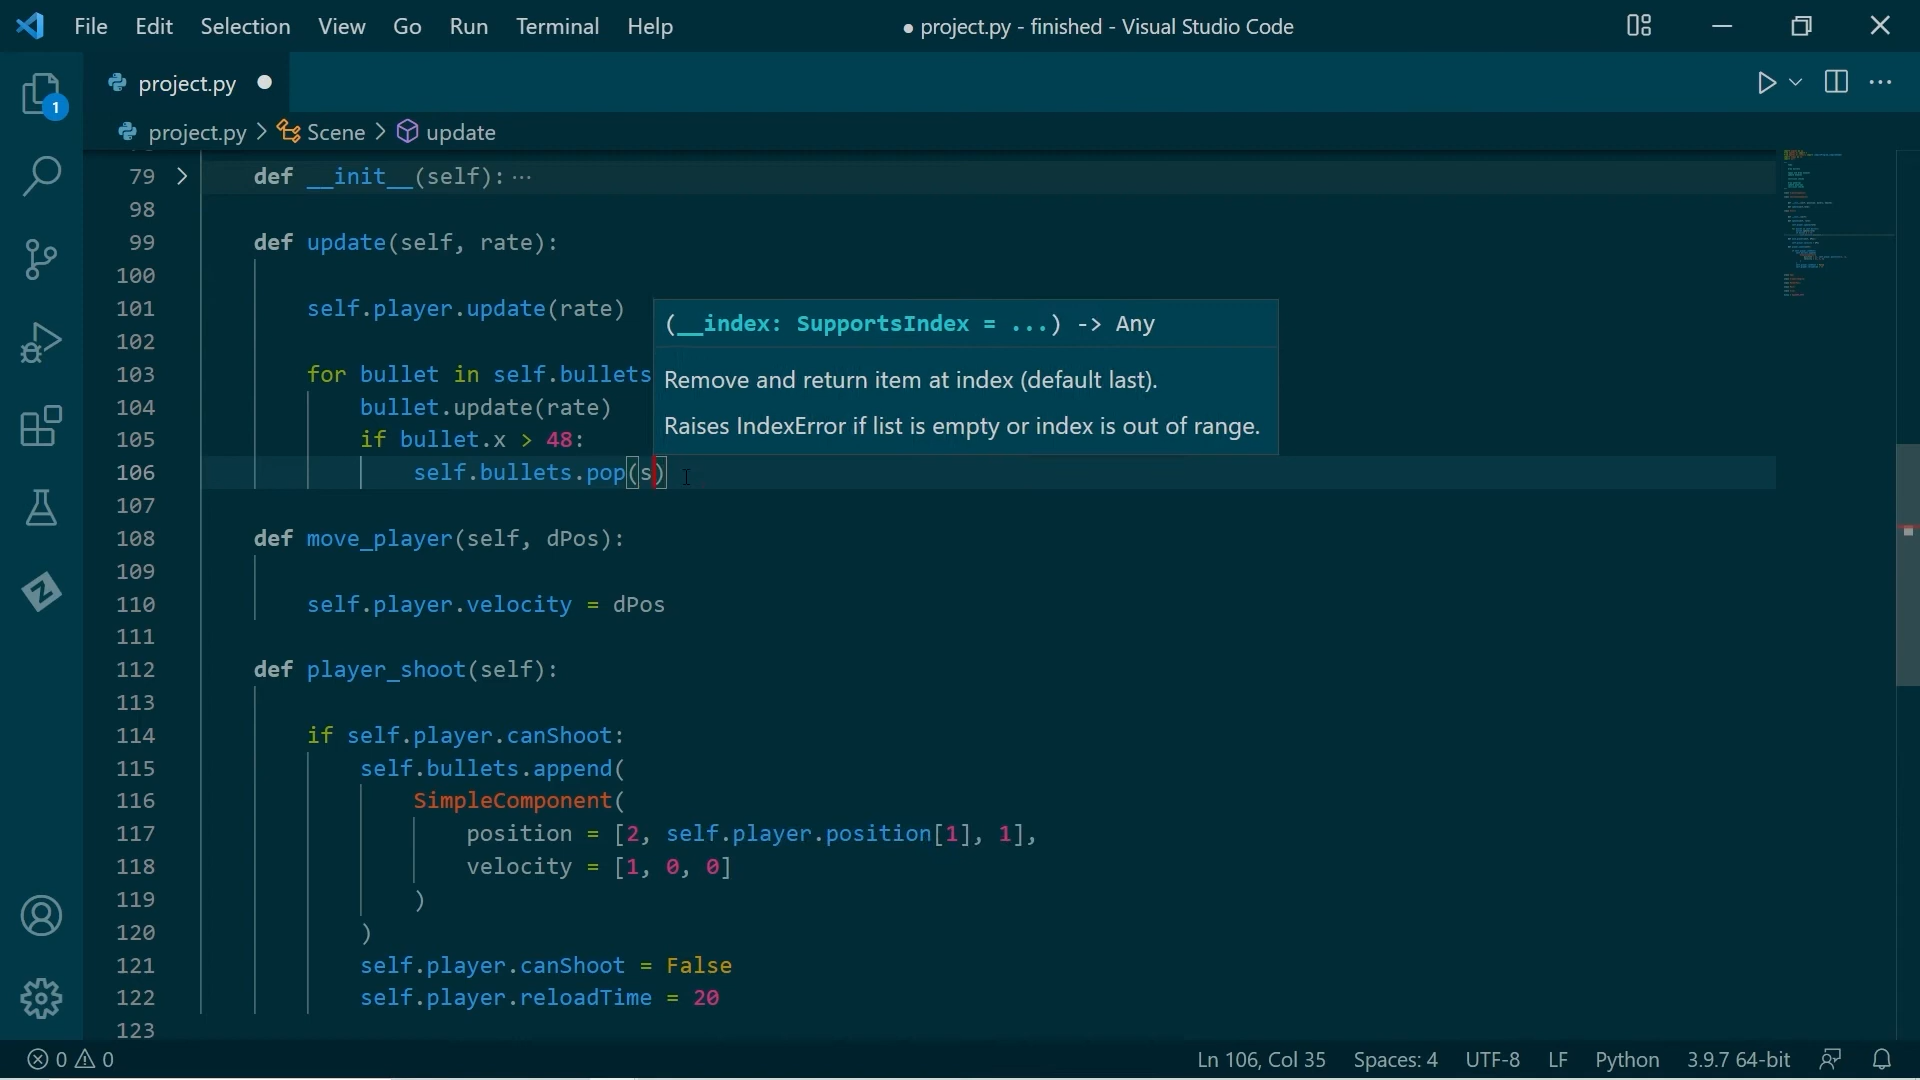 File Edit Selection View Go Run Terminal Help ● project.py - finished - Visual Studio Code
project.py
1
project.py > Scene > update
79 def __init__(self):···
98
99 def update(self, rate):
100
101 self.player.update(rate)
102
103 for bullet in self.bullets
104 bullet.update(rate)
105 if bullet.x > 48:
106 self.bullets.pop(s)
(__index: SupportsIndex = ...) -> Any
Remove and return item at index (default last).
Raises IndexError if list is empty or index is out of range.
107
108 def move_player(self, dPos):
109
110 self.player.velocity = dPos
111
112 def player_shoot(self):
113
114 if self.player.canShoot:
115 self.bullets.append(
116 SimpleComponent(
117 position = [2, self.player.position[1], 1],
118 velocity = [1, 0, 0]
119 )
120 )
121 self.player.canShoot = False
122 self.player.reloadTime = 20
123
0 0 Ln 106, Col 35 Spaces: 4 UTF-8 LF Python 3.9.7 64-bit